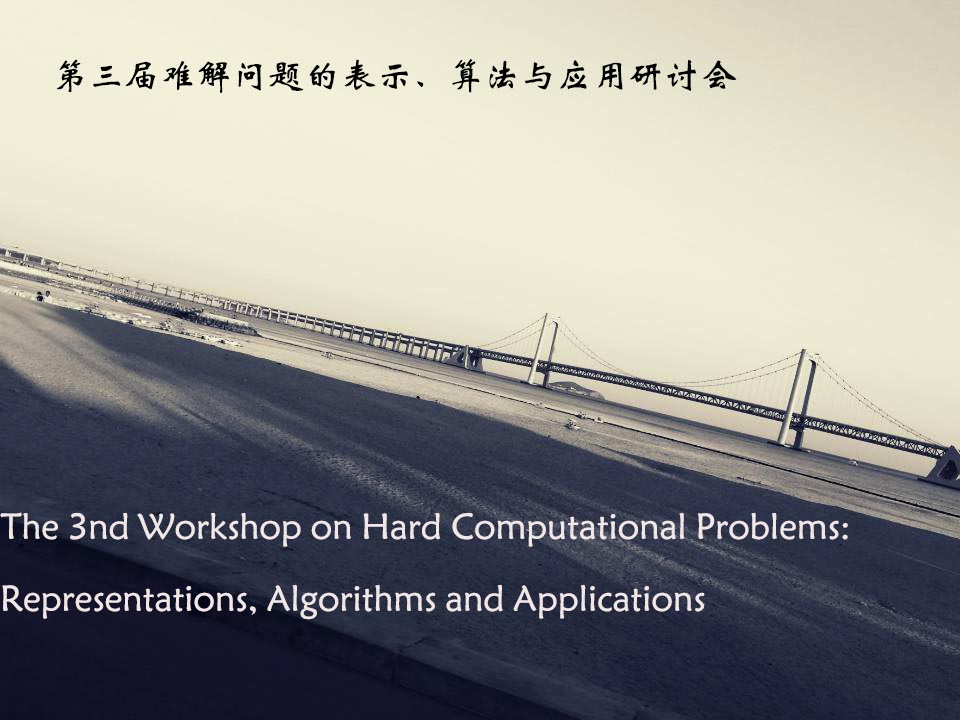 第三届难解问题的表示、算法与应用研讨会
The 3nd Workshop on Hard Computational Problems:
Representations, Algorithms and Applications